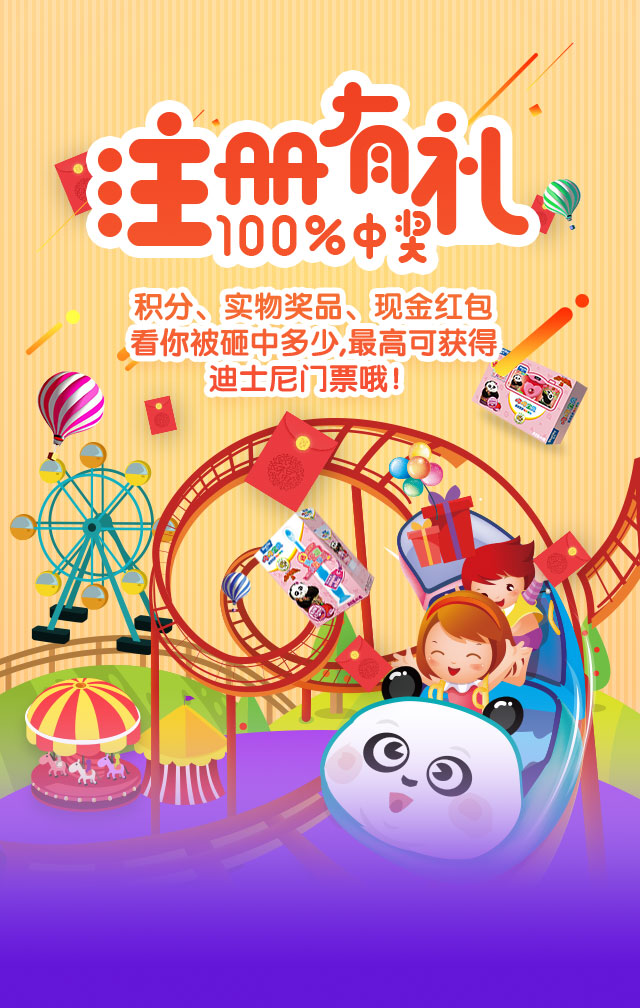 注册有礼
100%中奖
积分、实物奖品、现金红包
看你被砸中多少,最高可获得
迪士尼门票哦！